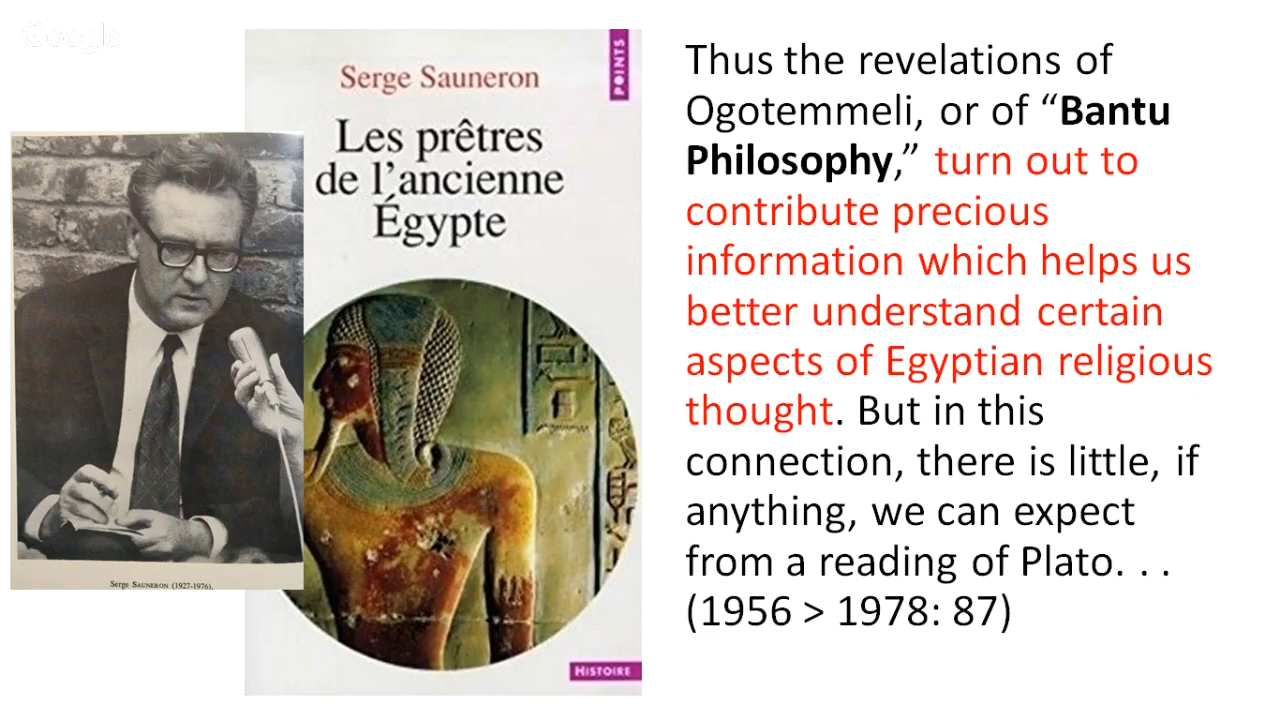 Google
Serge Sauneron
POINTS
Les prêtres
de l'ancienne
Égypte
HISTOIRE
Serge SAUNERON (1927-1976).
Thus the revelations of
Ogotemmeli, or of “Bantu
Philosophy,” turn out to
contribute precious
information which helps us
better understand certain
aspects of Egyptian religious
thought. But in this
connection, there is little, if
anything, we can expect
from a reading of Plato. . .
(1956 > 1978: 87)